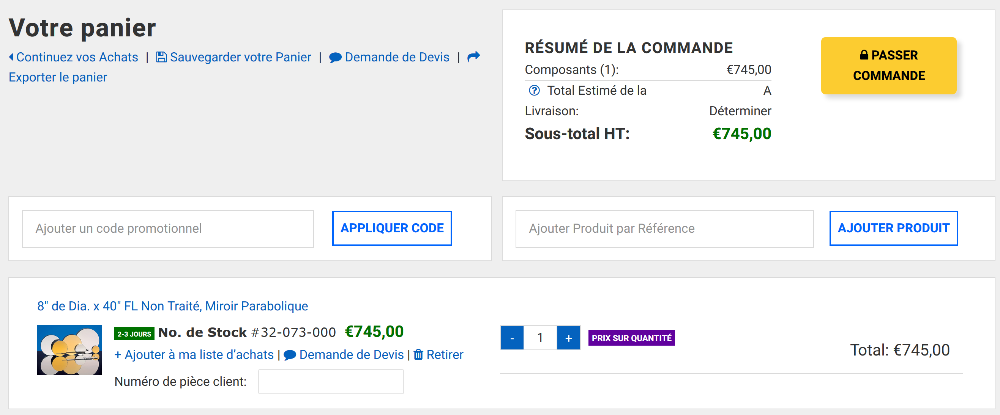 Votre panier
Continuez vos Achats | Sauvegarder votre Panier | Demande de Devis |
Exporter le panier
RÉSUMÉ DE LA COMMANDE
Composants (1): €745,00
Total Estimé de la A
Livraison: Déterminer
Sous-total HT: €745,00
PASSER
COMMANDE
Ajouter un code promotionnel
APPLIQUER CODE
Ajouter Produit par Référence
AJOUTER PRODUIT
8" de Dia. x 40" FL Non Traité, Miroir Parabolique
2-3 JOURS No. de Stock #32-073-000 €745,00
+ Ajouter à ma liste d’achats | Demande de Devis | Retirer
Numéro de pièce client:
- 1 + PRIX SUR QUANTITÉ
Total: €745,00